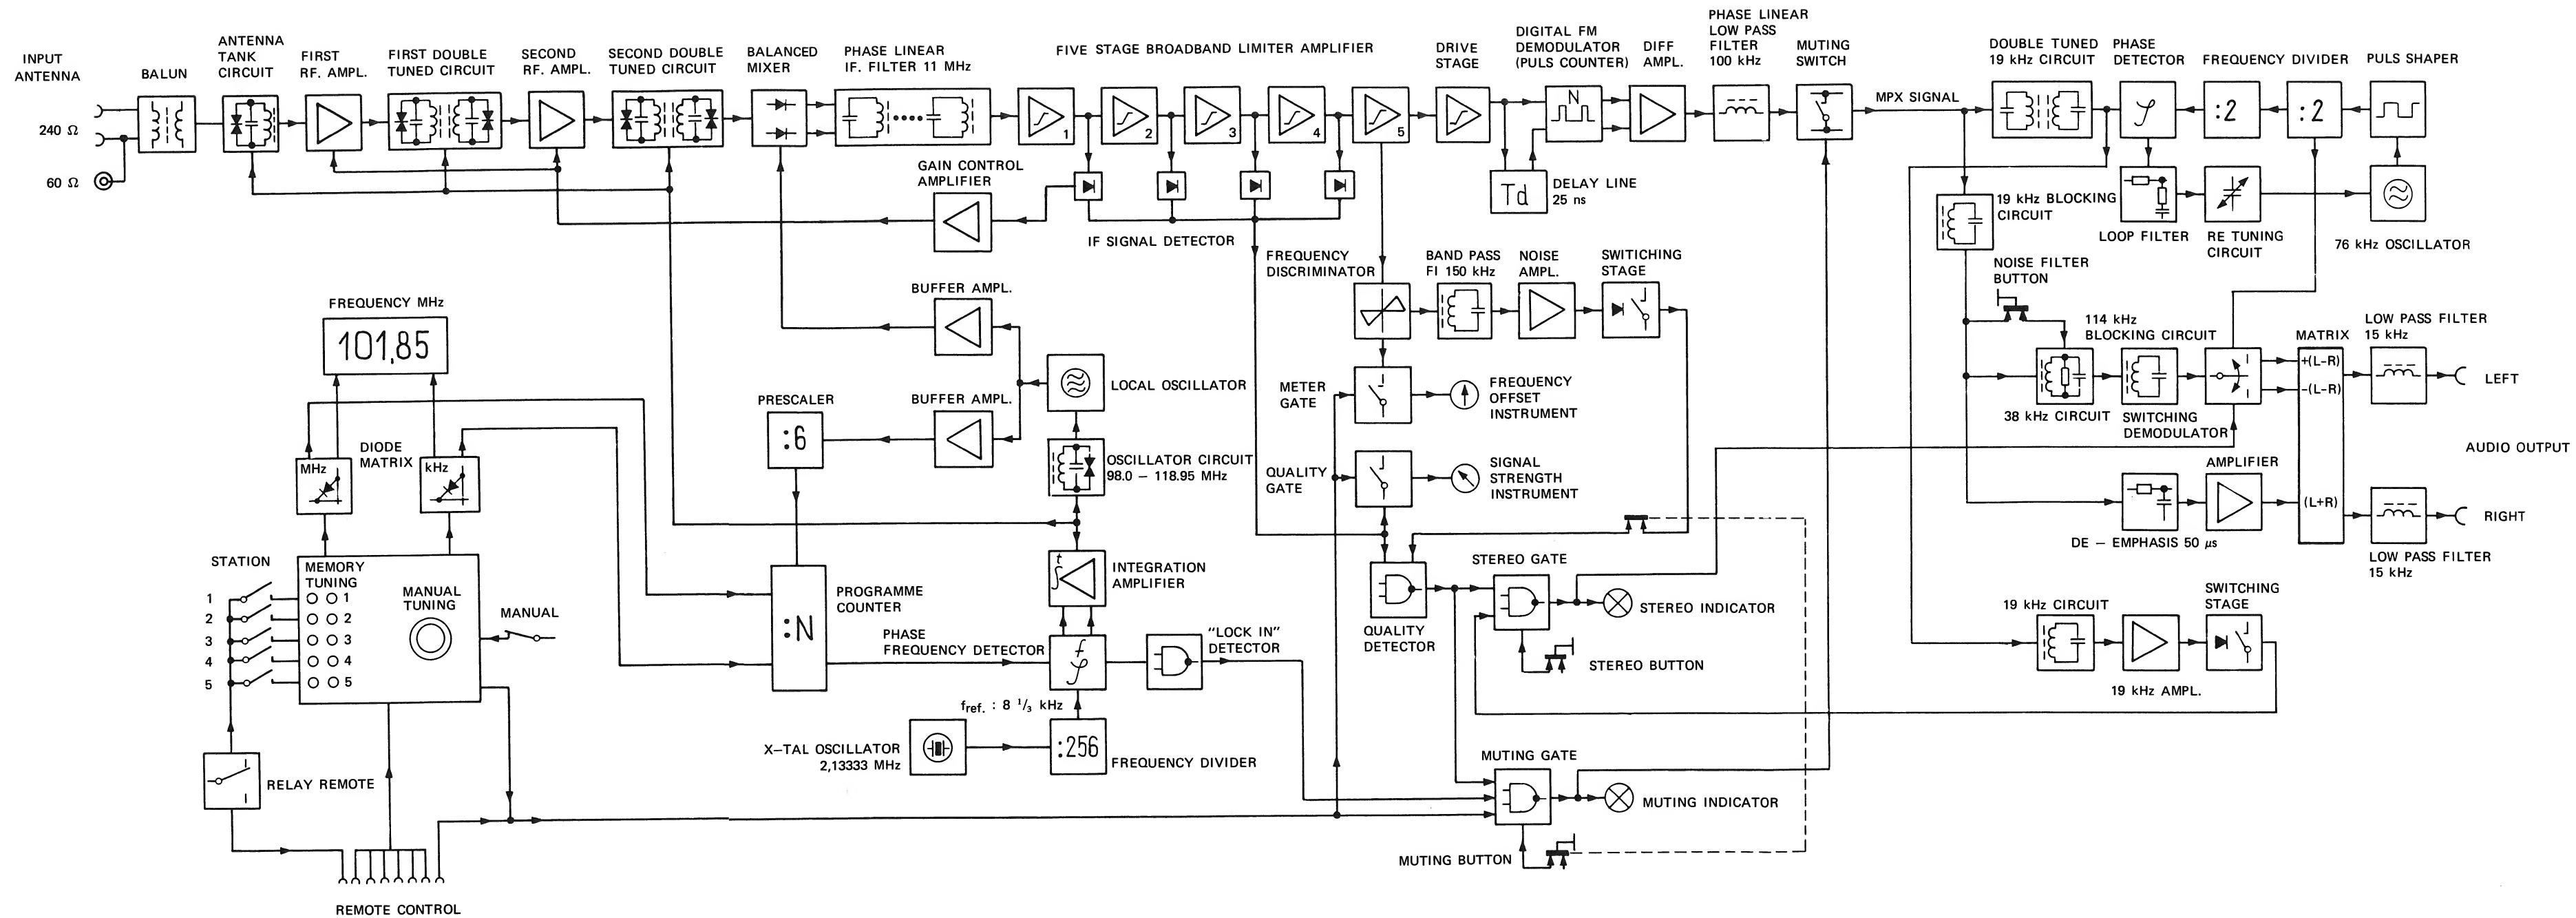 INPUT
ANTENNA
240 Ω
60 Ω
BALUN
ANTENNA
TANK
CIRCUIT
FIRST
RF. AMPL.
FIRST DOUBLE
TUNED CIRCUIT
SECOND
RF. AMPL.
SECOND DOUBLE
TUNED CIRCUIT
BALANCED
MIXER
PHASE LINEAR
IF. FILTER 11 MHz
FIVE STAGE BROADBAND LIMITER AMPLIFIER
1
2
3
4
5
DRIVE
STAGE
DIGITAL FM
DEMODULATOR
(PULS COUNTER)
N
DIFF
AMPL.
PHASE LINEAR
LOW PASS
FILTER
100 kHz
MUTING
SWITCH
MPX SIGNAL
DOUBLE TUNED
19 kHz CIRCUIT
PHASE
DETECTOR
φ
FREQUENCY DIVIDER
:2
:2
PULS SHAPER
GAIN CONTROL
AMPLIFIER
IF SIGNAL DETECTOR
Td
DELAY LINE
25 ns
19 kHz BLOCKING
CIRCUIT
LOOP FILTER
RE TUNING
CIRCUIT
76 kHz OSCILLATOR
FREQUENCY
DISCRIMINATOR
BAND PASS
FI 150 kHz
NOISE
AMPL.
SWITICHING
STAGE
NOISE FILTER
BUTTON
FREQUENCY MHz
101,85
BUFFER AMPL.
114 kHz
BLOCKING CIRCUIT
MATRIX
+(L-R)
-(L-R)
(L+R)
LOW PASS FILTER
15 kHz
LEFT
38 kHz CIRCUIT
SWITCHING
DEMODULATOR
LOCAL OSCILLATOR
METER
GATE
FREQUENCY
OFFSET
INSTRUMENT
PRESCALER
:6
BUFFER AMPL.
DIODE
MATRIX
MHz
kHz
OSCILLATOR CIRCUIT
98.0 – 118.95 MHz
QUALITY
GATE
SIGNAL
STRENGTH
INSTRUMENT
AUDIO OUTPUT
AMPLIFIER
DE – EMPHASIS 50 µs
RIGHT
LOW PASS FILTER
15 kHz
STATION
1
2
3
4
5
MEMORY
TUNING
1
2
3
4
5
MANUAL
TUNING
MANUAL
PROGRAMME
COUNTER
:N
t
∫
INTEGRATION
AMPLIFIER
PHASE
FREQUENCY DETECTOR
f
φ
"LOCK IN"
DETECTOR
QUALITY
DETECTOR
STEREO GATE
STEREO INDICATOR
STEREO BUTTON
19 kHz CIRCUIT
19 kHz AMPL.
SWITCHING
STAGE
fref. : 8 1/3 kHz
X–TAL OSCILLATOR
2,13333 MHz
:256
FREQUENCY DIVIDER
RELAY REMOTE
MUTING GATE
MUTING INDICATOR
MUTING BUTTON
REMOTE CONTROL